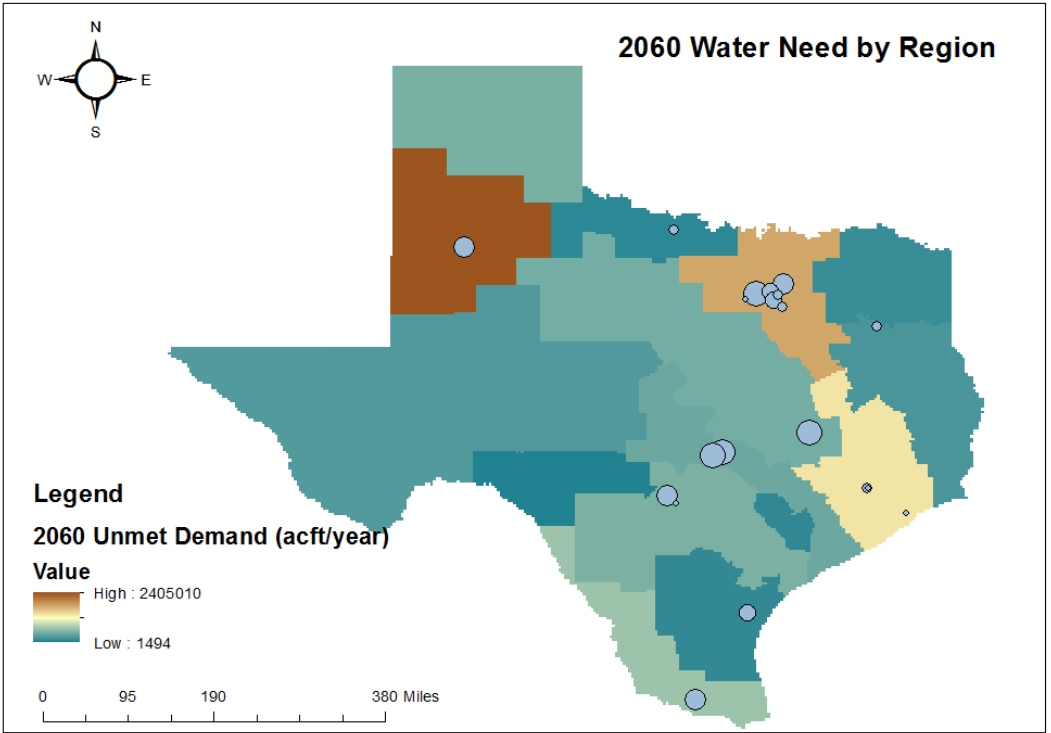 N
2060 Water Need by Region
W E
S
Legend
2060 Unmet Demand (acft/year)
Value
High : 2405010
Low : 1494
0 95 190 380 Miles